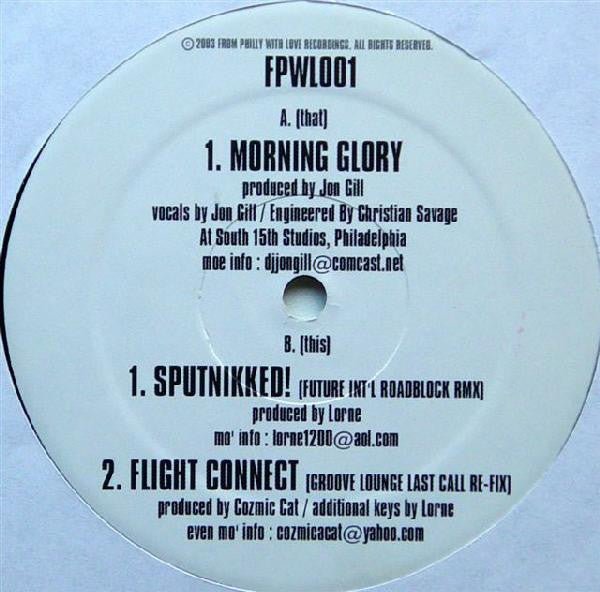 © 2003 FROM PHILLY WITH LOVE RECORDINGS. ALL RIGHTS RESERVED.
FPWL001
A. (that)
1. MORNING GLORY
produced by Jon Gill
vocals by Jon Gill / Engineered By Christian Savage
At South 15th Studios, Philadelphia
moe info : djjongill@comcast.net
B. (this)
1. SPUTNIKKED! (FUTURE INT'L ROADBLOCK RMX)
produced by Lorne
mo' info : lorne1200@aol.com
2. FLIGHT CONNECT (GROOVE LOUNGE LAST CALL RE-FIX)
produced by Cozmic Cat / additional keys by Lorne
even mo' info : cozmicacat@yahoo.com